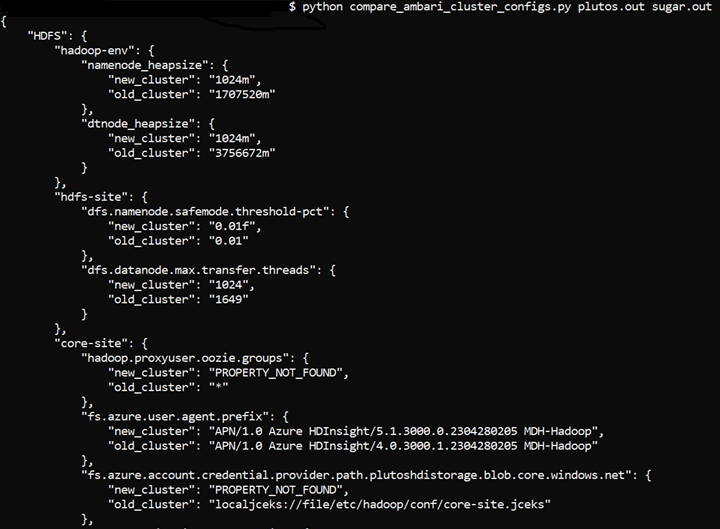 $ python compare_ambari_cluster_configs.py plutos.out sugar.out
{
    "HDFS": {
        "hadoop-env": {
            "namenode_heapsize": {
                "new_cluster": "1024m",
                "old_cluster": "1707520m"
            },
            "dtnode_heapsize": {
                "new_cluster": "1024m",
                "old_cluster": "3756672m"
            }
        },
        "hdfs-site": {
            "dfs.namenode.safemode.threshold-pct": {
                "new_cluster": "0.01f",
                "old_cluster": "0.01"
            },
            "dfs.datanode.max.transfer.threads": {
                "new_cluster": "1024",
                "old_cluster": "1649"
            }
        },
        "core-site": {
            "hadoop.proxyuser.oozie.groups": {
                "new_cluster": "PROPERTY_NOT_FOUND",
                "old_cluster": "*"
            },
            "fs.azure.user.agent.prefix": {
                "new_cluster": "APN/1.0 Azure HDInsight/5.1.3000.0.2304280205 MDH-Hadoop",
                "old_cluster": "APN/1.0 Azure HDInsight/4.0.3000.1.2304280205 MDH-Hadoop"
            },
            "fs.azure.account.credential.provider.path.plutoshdistorage.blob.core.windows.net": {
                "new_cluster": "PROPERTY_NOT_FOUND",
                "old_cluster": "localjceks://file/etc/hadoop/conf/core-site.jceks"
            },